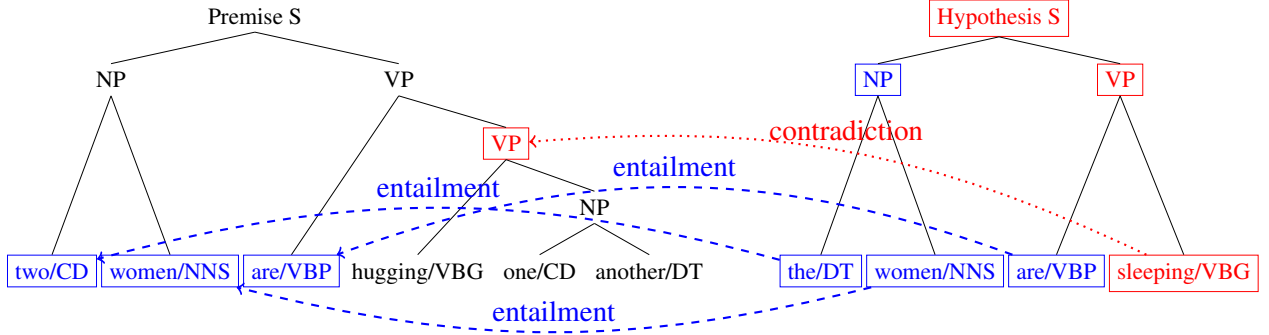 Premise S Hypothesis S
NP VP NP VP
VP contradiction
entailment entailment
NP
two/CD women/NNS are/VBP hugging/VBG one/CD another/DT the/DT women/NNS are/VBP sleeping/VBG
entailment